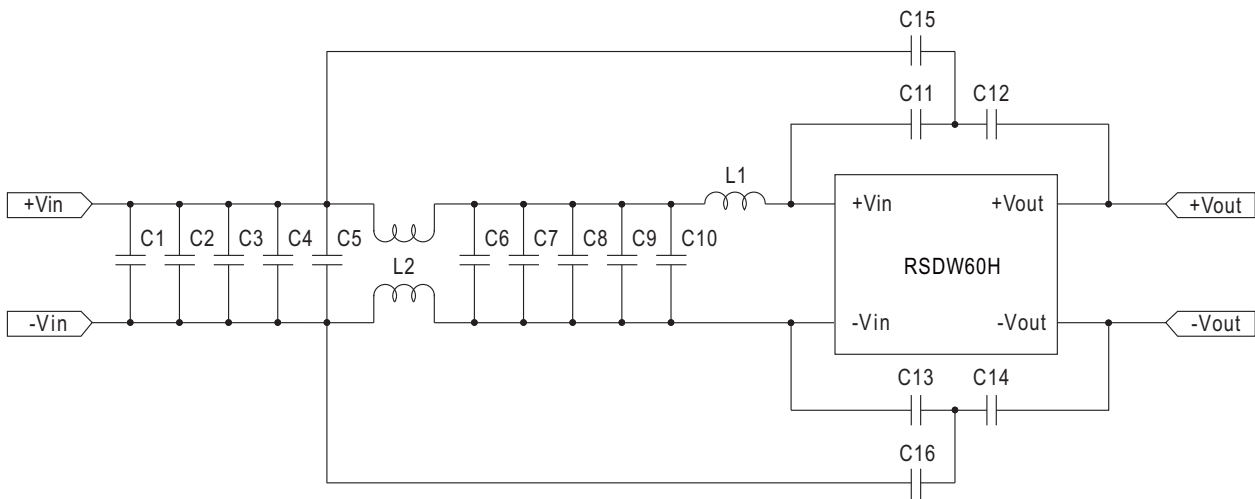 C15
C11 C12
L1
+Vin +Vin +Vout +Vout
C1 C2 C3 C4 C5 C6 C7 C8 C9 C10
L2 RSDW60H
-Vin -Vin -Vout -Vout
C13 C14
C16